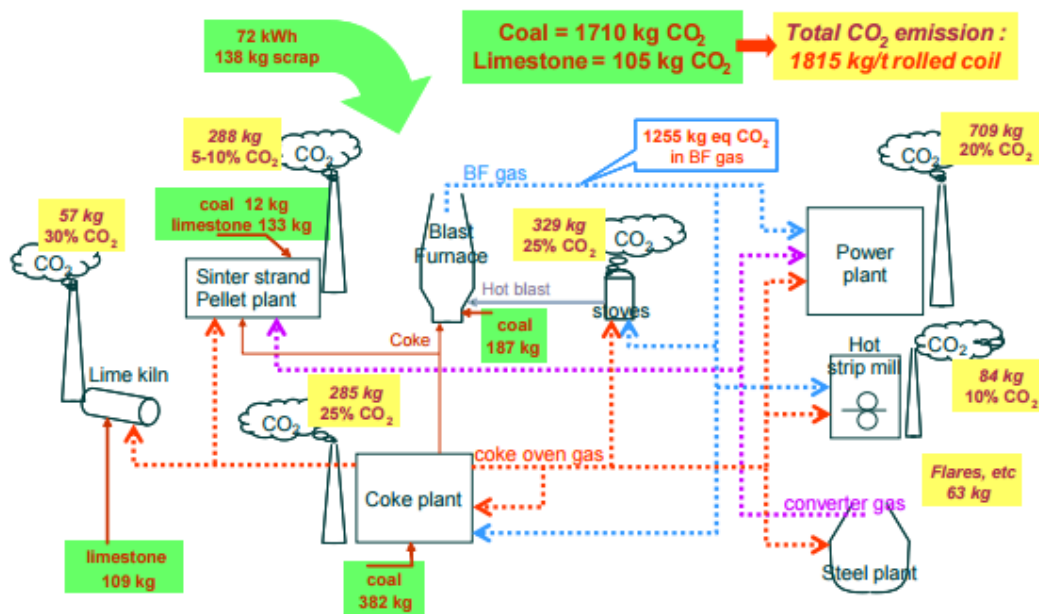 72 kWh
138 kg scrap
Coal = 1710 kg CO₂
Limestone = 105 kg CO₂
Total CO₂ emission :
1815 kg/t rolled coil
288 kg
5-10% CO₂
CO₂
1255 kg eq CO₂
in BF gas
709 kg
20% CO₂
CO₂
BF gas
coal 12 kg
limestone 133 kg
57 kg
30% CO₂
CO₂
329 kg
25% CO₂
CO₂
Blast
Furnace
Power
plant
Sinter strand
Pellet plant
Hot blast
stoves
coal
187 kg
Coke
Hot
strip mill
CO₂
84 kg
10% CO₂
Lime kiln
285 kg
25% CO₂
CO₂
coke oven gas
Coke plant
Flares, etc
63 kg
converter gas
Steel plant
limestone
109 kg
coal
382 kg